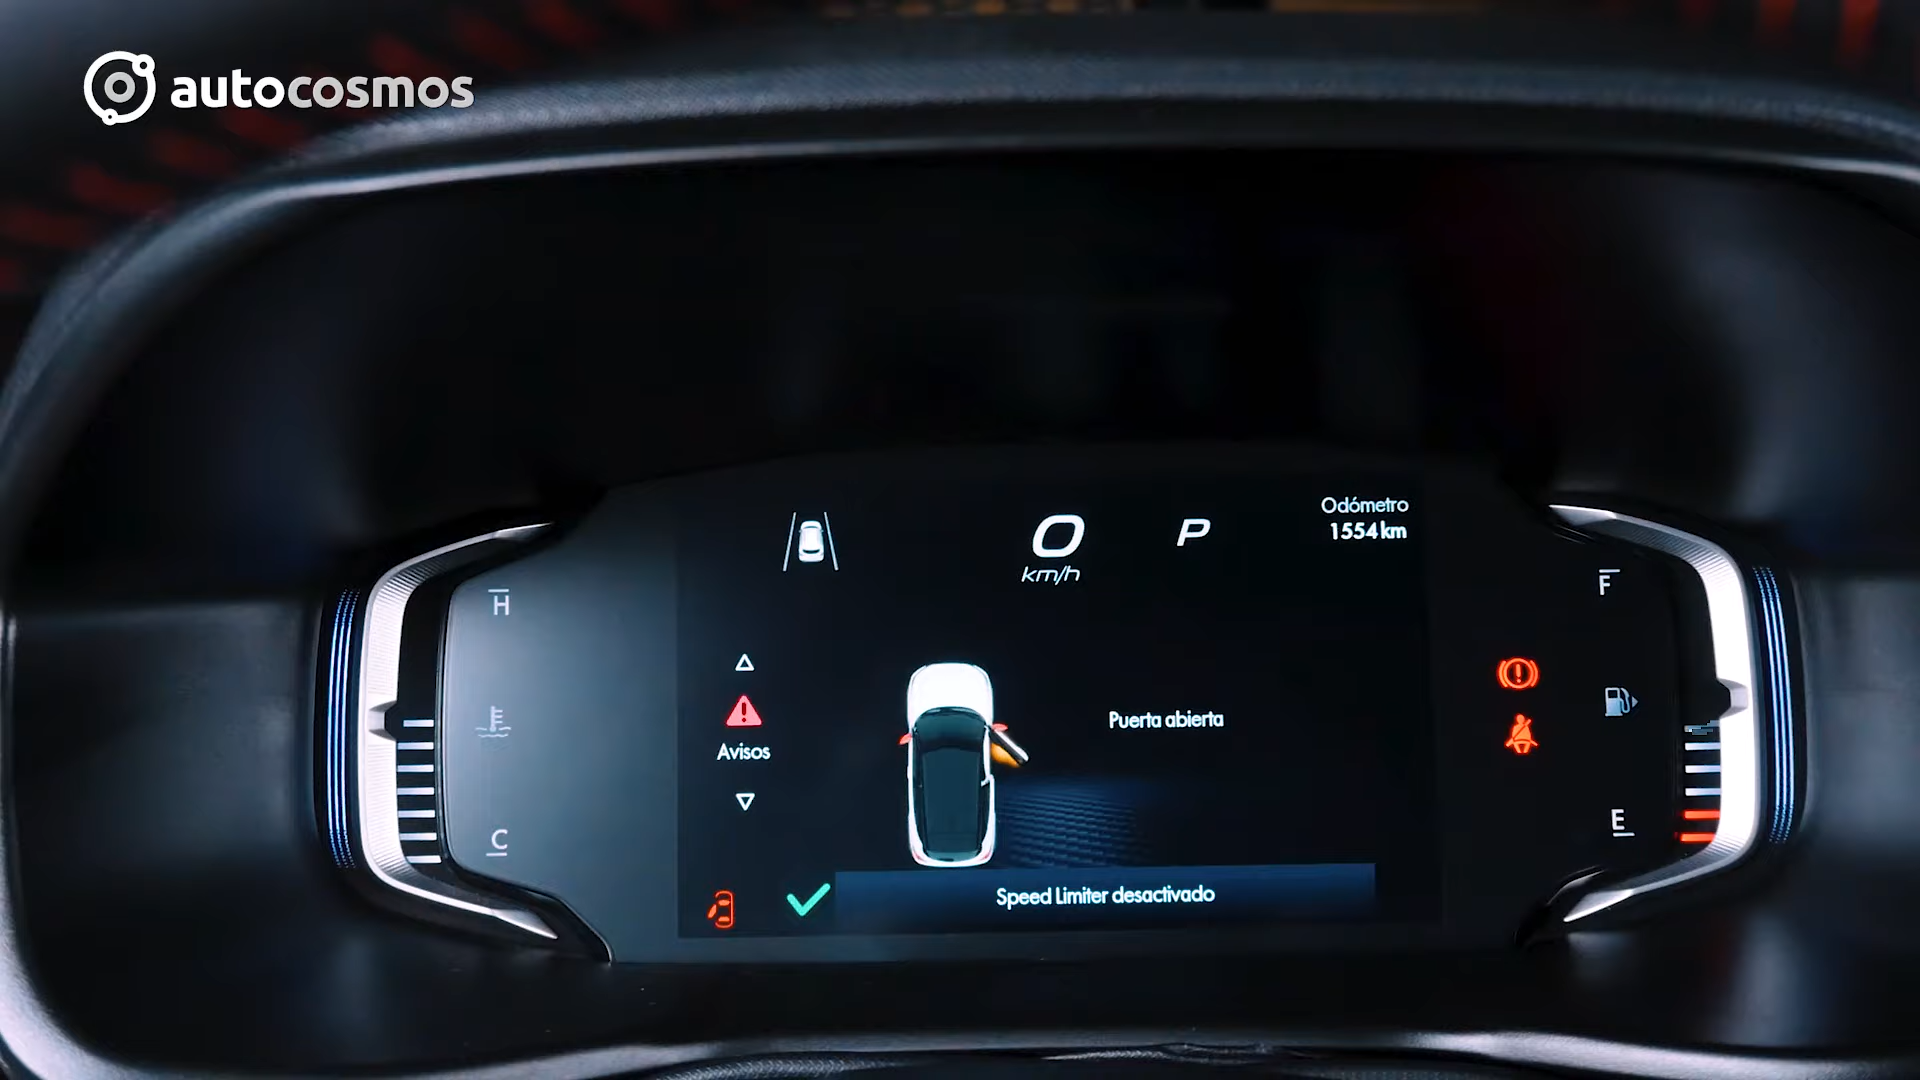 autocosmos
Odómetro
1554 km
0
km/h
P
H
C
F
E
Avisos
Puerta abierta
Speed Limiter desactivado